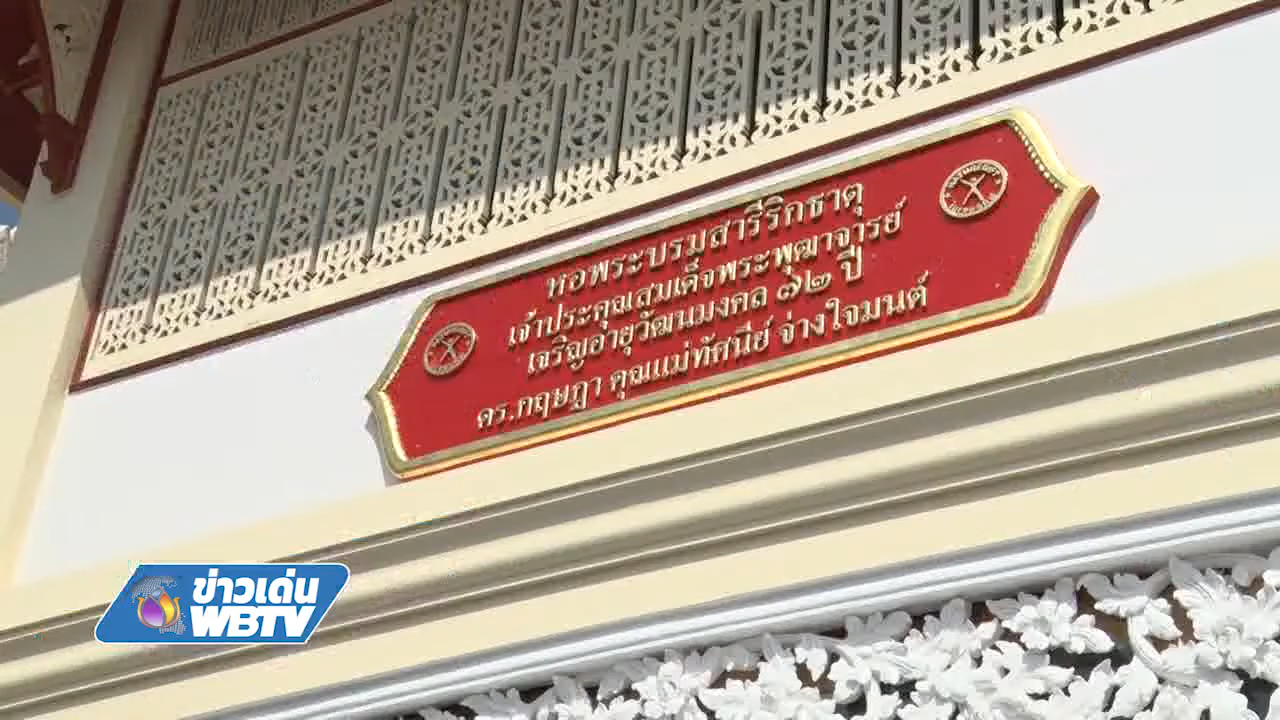 หอพระบรมสารีริกธาตุ
เจ้าประคุณสมเด็จพระพุฒาจารย์
เจริญอายุวัฒนมงคล ๗๒ ปี
ดร.กฤษฎา คุณแม่ทัศนีย์ จ่างใจมนต์
ข่าวเด่น
WBTV